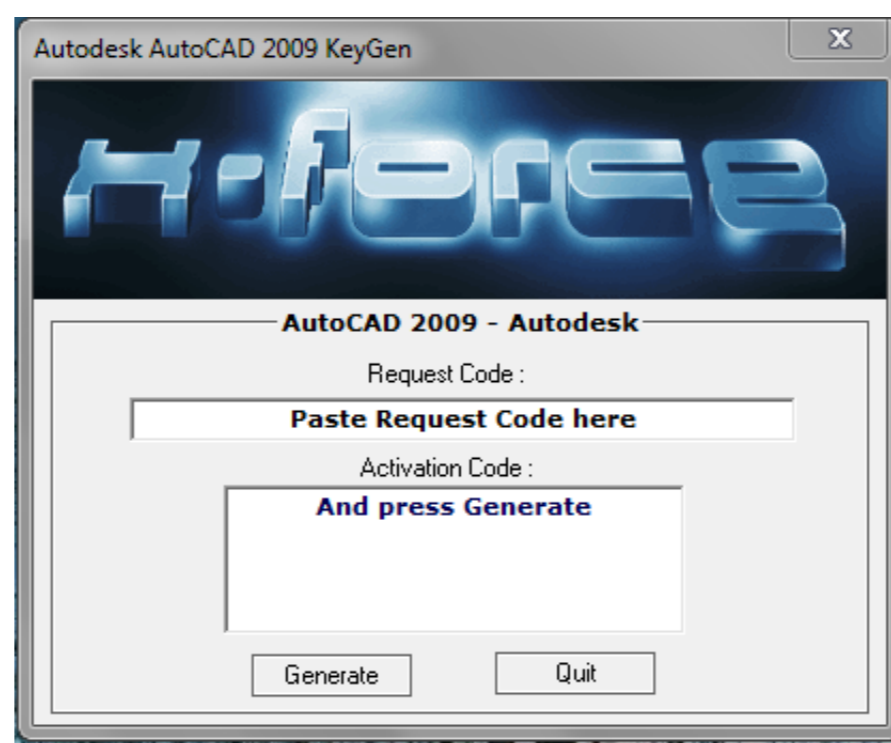 Autodesk AutoCAD 2009 KeyGen
X-force
AutoCAD 2009 - Autodesk
Request Code :
Paste Request Code here
Activation Code :
And press Generate
Generate
Quit